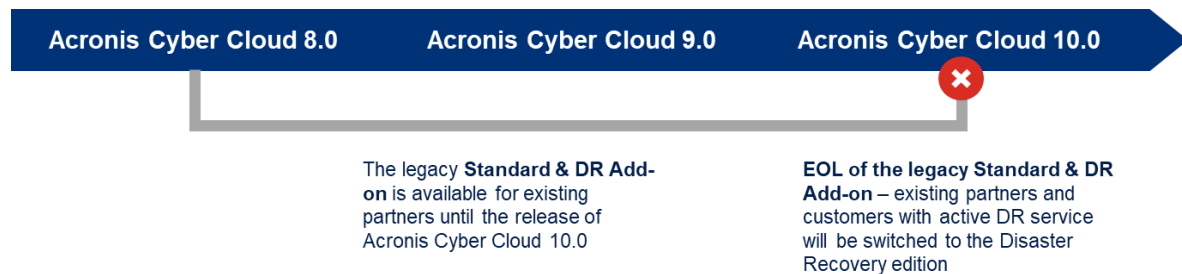 Acronis Cyber Cloud 8.0
Acronis Cyber Cloud 9.0
Acronis Cyber Cloud 10.0
The legacy Standard & DR Add-
on is available for existing
partners until the release of
Acronis Cyber Cloud 10.0
EOL of the legacy Standard & DR
Add-on – existing partners and
customers with active DR service
will be switched to the Disaster
Recovery edition